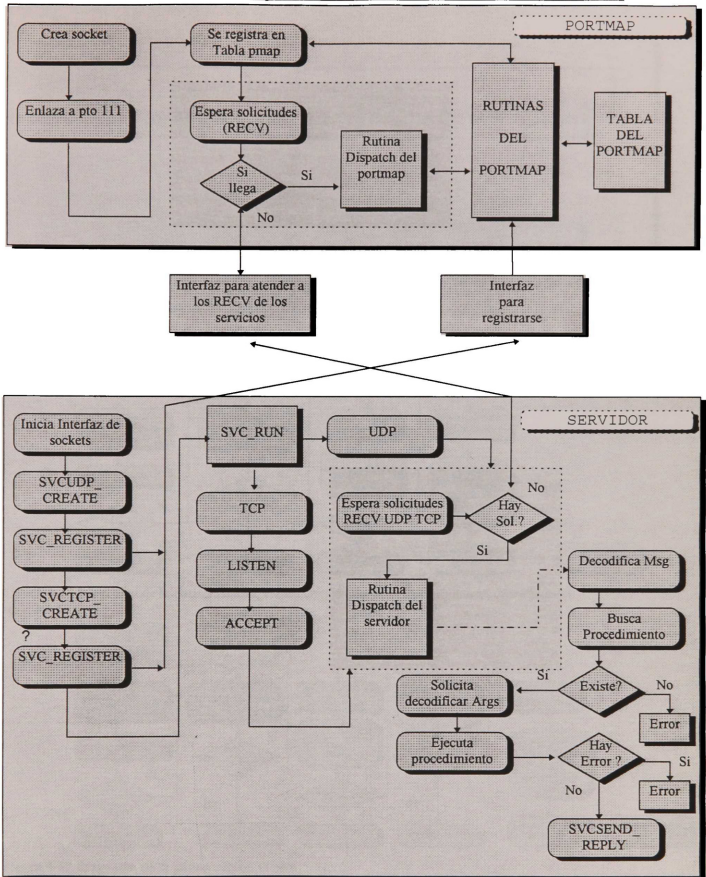 PORTMAP
Crea socket
Se registra en
Tabla pmap
Enlaza a pto 111
Espera solicitudes
(RECV)
Si
llega
Si
No
Rutina
Dispatch del
portmap
RUTINAS
DEL
PORTMAP
TABLA
DEL
PORTMAP
Interfaz para atender a
los RECV de los
servicios
Interfaz
para
registrarse
SERVIDOR
Inicia Interfaz de
sockets
SVCUDP_
CREATE
SVC_REGISTER
SVCTCP_
CREATE
?
SVC_REGISTER
SVC_RUN
UDP
TCP
LISTEN
ACCEPT
Espera solicitudes
RECV UDP TCP
Hay
Sol.?
No
Si
Rutina
Dispatch del
servidor
Decodifica Msg
Busca
Procedimiento
Existe?
Si
No
Error
Solicita
decodificar Args
Ejecuta
procedimiento
Hay
Error ?
Si
Error
No
SVCSEND_
REPLY